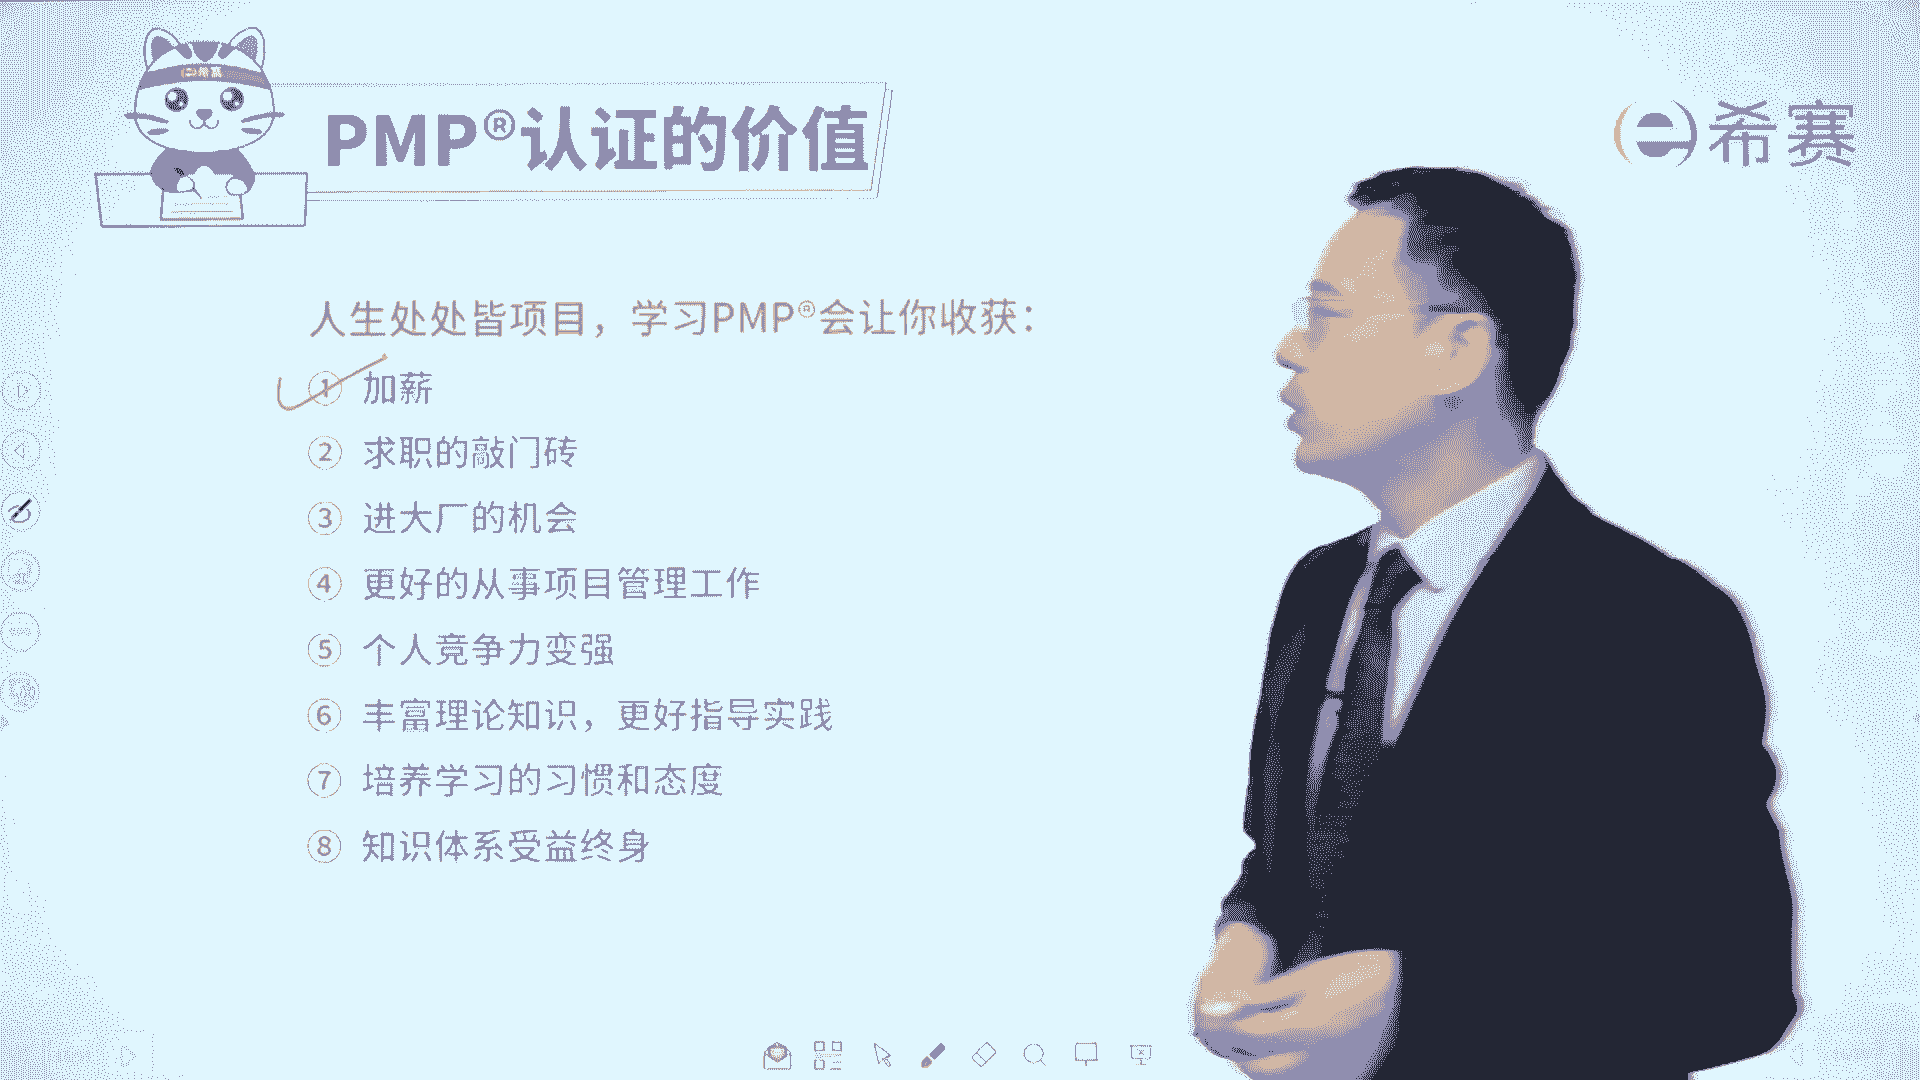 希赛
PMP®认证的价值
希赛
人生处处皆项目，学习PMP®会让你收获：
① 加薪
② 求职的敲门砖
③ 进大厂的机会
④ 更好的从事项目管理工作
⑤ 个人竞争力变强
⑥ 丰富理论知识，更好指导实践
⑦ 培养学习的习惯和态度
⑧ 知识体系受益终身